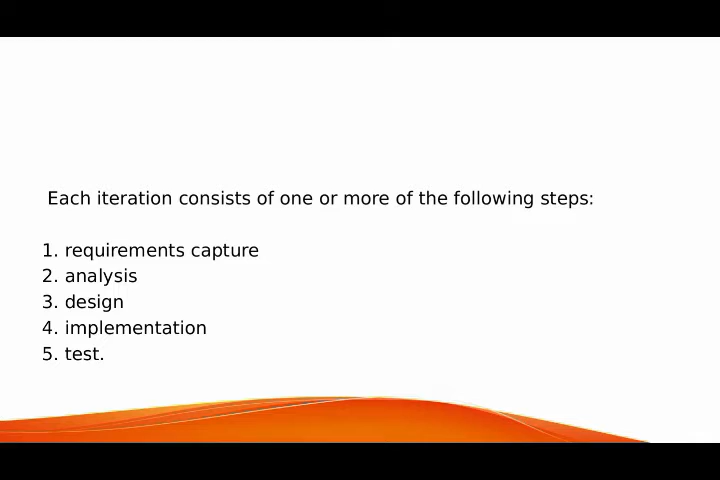 Each iteration consists of one or more of the following steps:
1. requirements capture
2. analysis
3. design
4. implementation
5. test.